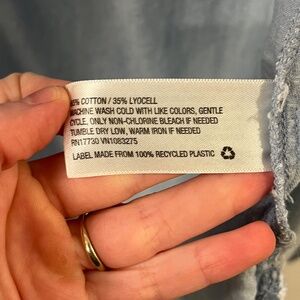 65% COTTON / 35% LYOCELL
MACHINE WASH COLD WITH LIKE COLORS, GENTLE
CYCLE, ONLY NON-CHLORINE BLEACH IF NEEDED
TUMBLE DRY LOW, WARM IRON IF NEEDED
RN17730 VN1083275
LABEL MADE FROM 100% RECYCLED PLASTIC